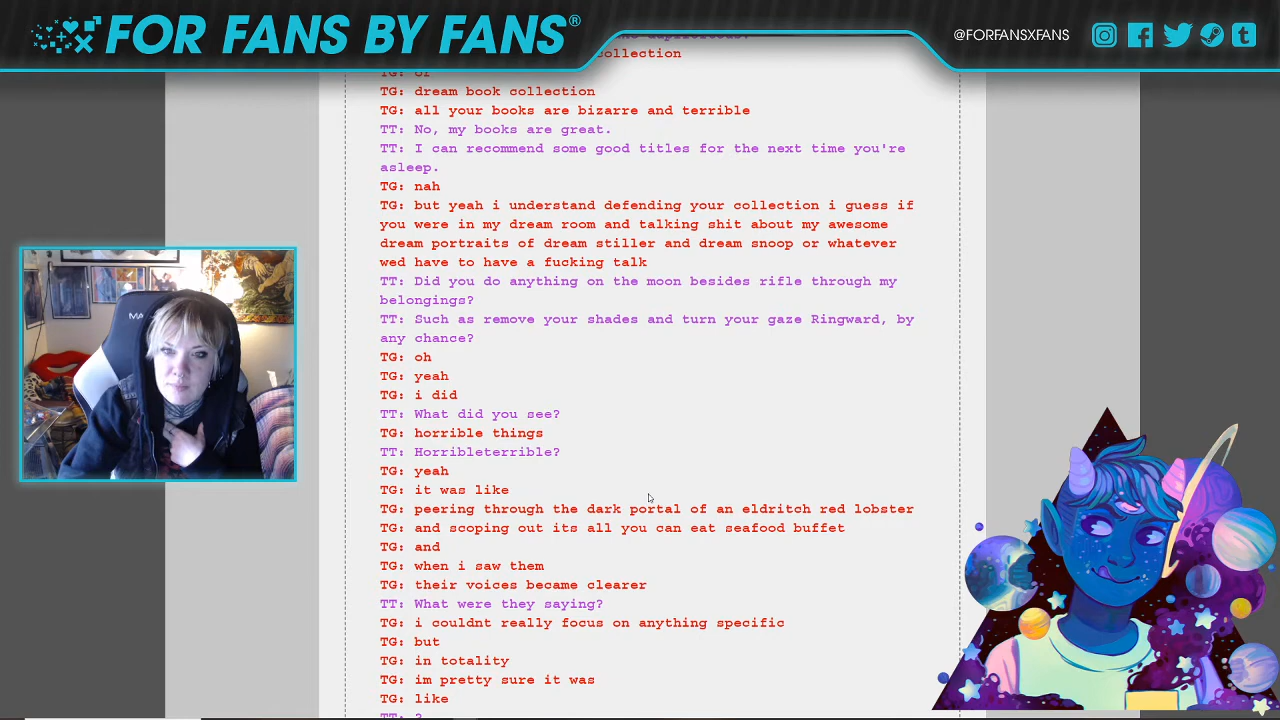 FOR FANS BY FANS®
@FORFANSXFANS
collection
TG: or
TG: dream book collection
TG: all your books are bizarre and terrible
TT: No, my books are great.
TT: I can recommend some good titles for the next time you're
asleep.
TG: nah
TG: but yeah i understand defending your collection i guess if
you were in my dream room and talking shit about my awesome
dream portraits of dream stiller and dream snoop or whatever
wed have to have a fucking talk
TT: Did you do anything on the moon besides rifle through my
belongings?
TT: Such as remove your shades and turn your gaze Ringward, by
any chance?
TG: oh
TG: yeah
TG: i did
TT: What did you see?
TG: horrible things
TT: Horribleterrible?
TG: yeah
TG: it was like
TG: peering through the dark portal of an eldritch red lobster
TG: and scoping out its all you can eat seafood buffet
TG: and
TG: when i saw them
TG: their voices became clearer
TT: What were they saying?
TG: i couldnt really focus on anything specific
TG: but
TG: in totality
TG: im pretty sure it was
TG: like
TT: ?